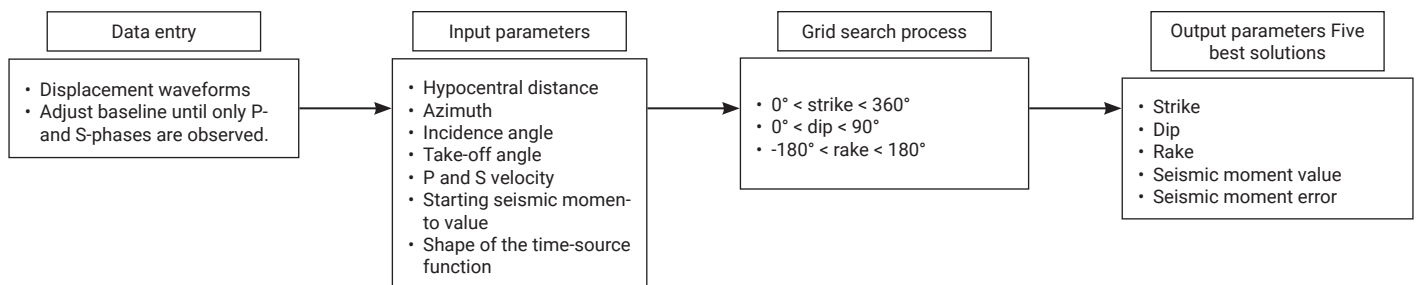 Data entry
• Displacement waveforms
• Adjust baseline until only P-
and S-phases are observed.
Input parameters
• Hypocentral distance
• Azimuth
• Incidence angle
• Take-off angle
• P and S velocity
• Starting seismic momen-
to value
• Shape of the time-source
function
Grid search process
• 0° < strike < 360°
• 0° < dip < 90°
• -180° < rake < 180°
Output parameters Five
best solutions
• Strike
• Dip
• Rake
• Seismic moment value
• Seismic moment error